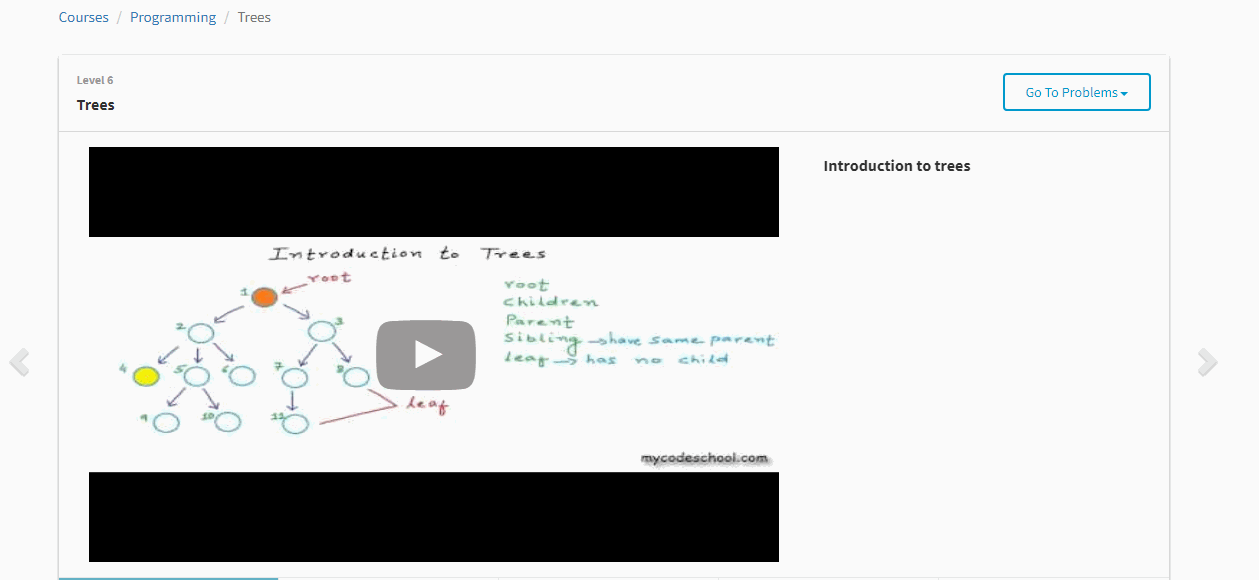 Courses / Programming / Trees
Level 6
Trees
Go To Problems
Introduction to trees
Introduction to Trees
root
1
2
3
4
5
6
7
8
9
10
11
leaf
root
children
Parent
Sibling → have same parent
leaf → has no child
mycodeschool.com